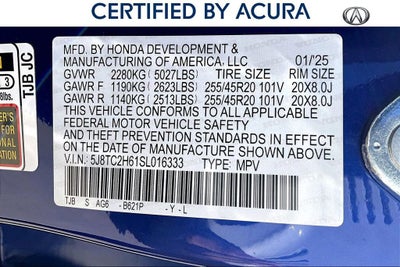 CERTIFIED BY ACURA
TJB JC
3
8lbs.
MFD. BY HONDA DEVELOPMENT &
MANUFACTURING OF AMERICA, LLC 01/25
GVWR 2280KG (5027LBS) TIRE SIZE RIM SIZE
GAWR F 1190KG (2623LBS) 255/45R20 101V 20X8.0J
GAWR R 1140KG (2513LBS) 255/45R20 101V 20X8.0J
THIS VEHICLE CONFORMS TO ALL APPLICABLE
FEDERAL MOTOR VEHICLE SAFETY
AND THEFT PREVENTION STANDARDS IN EFFECT ON THE
DATE OF MANUFACTURE SHOWN ABOVE.
V.I.N.: 5J8TC2H61SL016333 TYPE: MPV
TJB S AG6 - B621P - Y - L